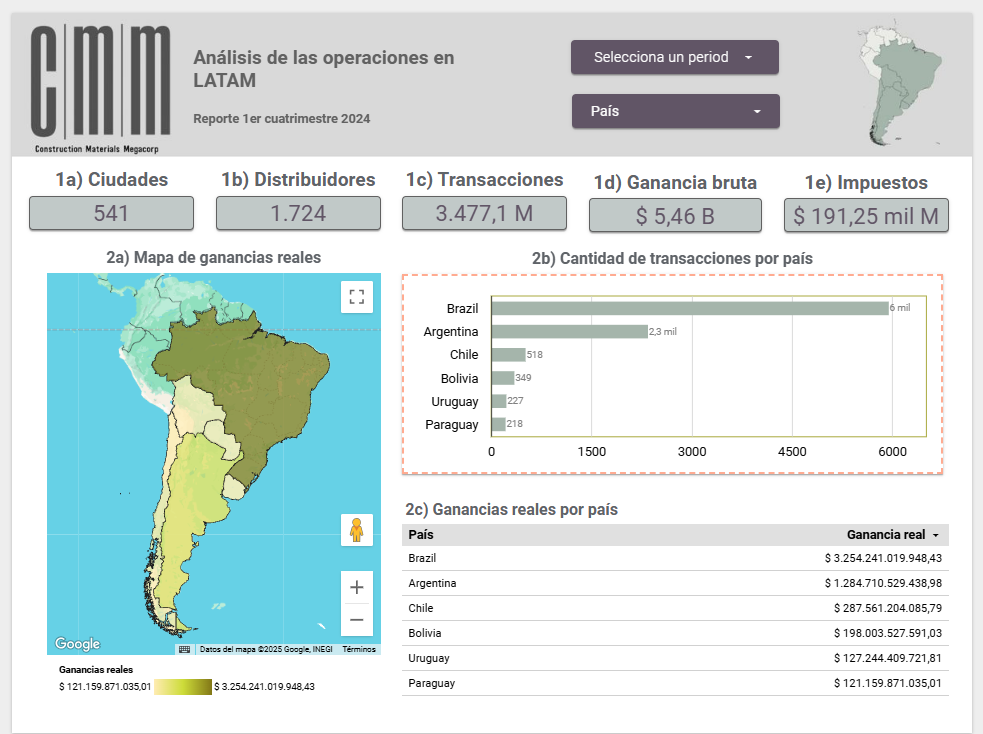 cmm
Construction Materials Megacorp
Análisis de las operaciones en
LATAM
Reporte 1er cuatrimestre 2024
Selecciona un period
País
1a) Ciudades
541
1b) Distribuidores
1.724
1c) Transacciones
3.477,1 M
1d) Ganancia bruta
$ 5,46 B
1e) Impuestos
$ 191,25 mil M
2a) Mapa de ganancias reales
Google
Datos del mapa ©2025 Google, INEGI
Términos
Ganancias reales
$ 121.159.871.035,01
$ 3.254.241.019.948,43
2b) Cantidad de transacciones por país
Brazil 6 mil
Argentina 2,3 mil
Chile 518
Bolivia 349
Uruguay 227
Paraguay 218
0 1500 3000 4500 6000
2c) Ganancias reales por país
País Ganancia real
Brazil $ 3.254.241.019.948,43
Argentina $ 1.284.710.529.438,98
Chile $ 287.561.204.085,79
Bolivia $ 198.003.527.591,03
Uruguay $ 127.244.409.721,81
Paraguay $ 121.159.871.035,01